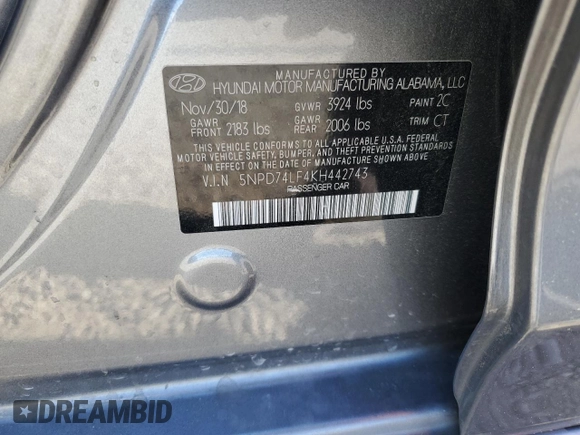 MANUFACTURED BY
HYUNDAI MOTOR MANUFACTURING ALABAMA, LLC
Nov/30/18 GVWR 3924 lbs PAINT 2C
GAWR FRONT 2183 lbs GAWR REAR 2006 lbs TRIM CT
THIS VEHICLE CONFORMS TO ALL APPLICABLE U.S.A. FEDERAL
MOTOR VEHICLE SAFETY, BUMPER, AND THEFT PREVENTION STANDARDS
IN EFFECT ON THE DATE OF MANUFACTURE SHOWN ABOVE.
V.I.N 5NPD74LF4KH442743
PASSENGER CAR
DREAMBID